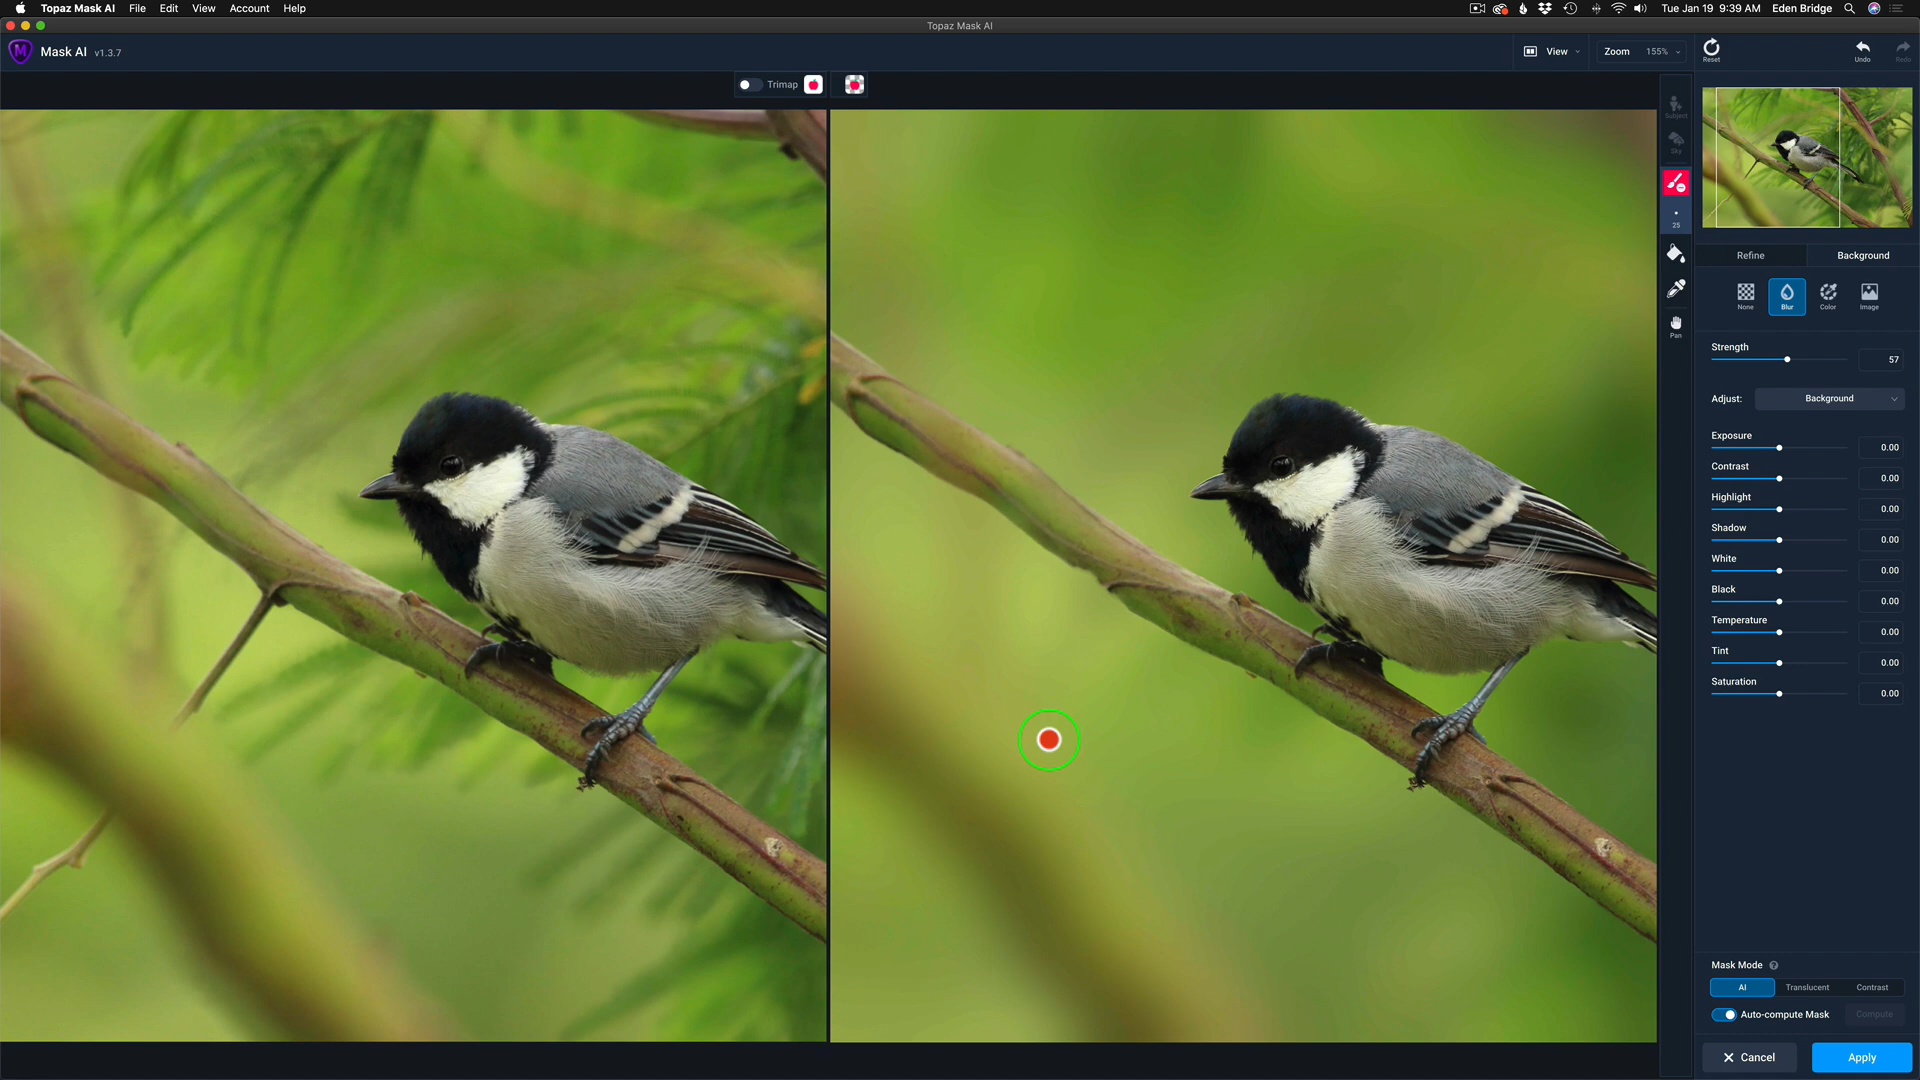 Topaz Mask AI File Edit View Account Help Tue Jan 19 9:39 AM Eden Bridge
Topaz Mask AI
Mask AI v1.3.7
View
Zoom 155%
Reset
Undo
Redo
Trimap
Subject
Sky
25
Pan
Refine Background
None Blur Color Image
Strength
57
Adjust: Background
Exposure
0.00
Contrast
0.00
Highlight
0.00
Shadow
0.00
White
0.00
Black
0.00
Temperature
0.00
Tint
0.00
Saturation
0.00
Mask Mode ?
AI Translucent Contrast
Auto-compute Mask Compute
Cancel Apply